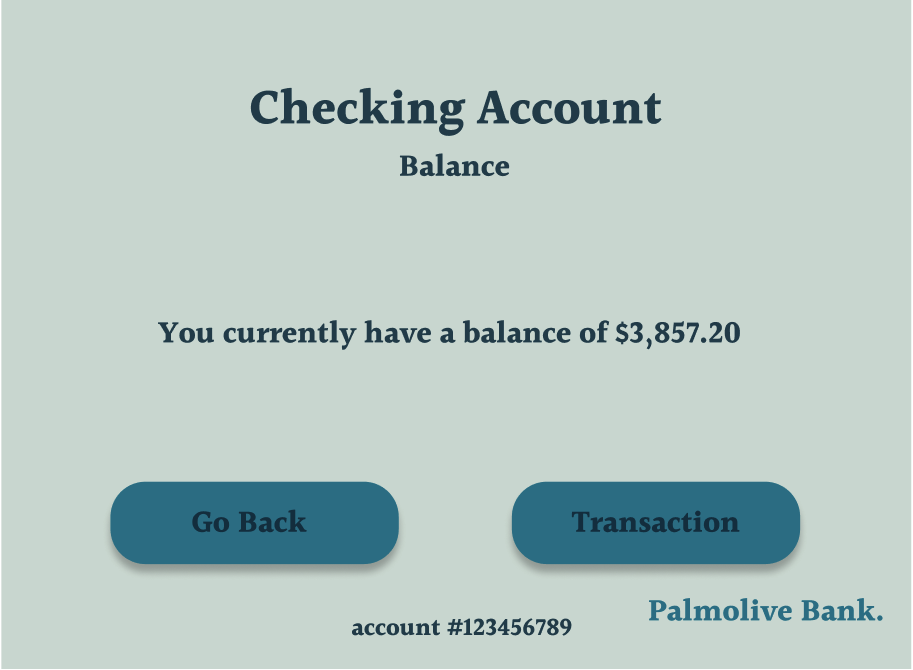 Checking Account
Balance
You currently have a balance of $3,857.20
Go Back
Transaction
Palmolive Bank.
account #123456789